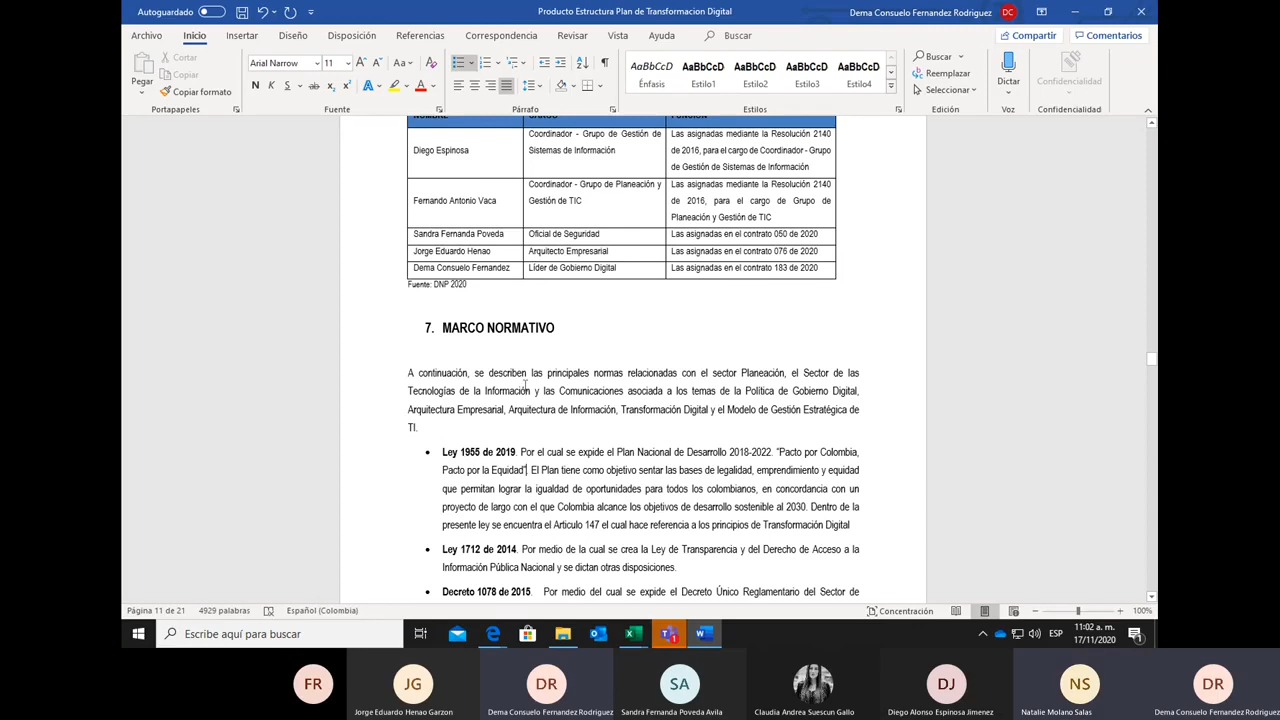 Autoguardado
Producto Estructura Plan de Transformacion Digital
Dema Consuelo Fernandez Rodriguez DC
Archivo Inicio Insertar Diseño Disposición Referencias Correspondencia Revisar Vista Ayuda Buscar Compartir Comentarios
Pegar
Cortar
Copiar
Copiar formato
Portapapeles
Arial Narrow 11
N K S
Fuente
Párrafo
AaBbCcD AaBbCcD AaBbCcD AaBbCcD AaBbCcD
Énfasis Estilo1 Estilo2 Estilo3 Estilo4
Estilos
Buscar
Reemplazar
Seleccionar
Edición
Dictar
Voz
Confidencialidad
Confidencialidad
NOMBRE CARGO FUNCIÓN
Diego Espinosa
Coordinador - Grupo de Gestión de
Sistemas de Información
Las asignadas mediante la Resolución 2140
de 2016, para el cargo de Coordinador - Grupo
de Gestión de Sistemas de Información
Fernando Antonio Vaca
Coordinador - Grupo de Planeación y
Gestión de TIC
Las asignadas mediante la Resolución 2140
de 2016, para el cargo de Grupo de
Planeación y Gestión de TIC
Sandra Fernanda Poveda Oficial de Seguridad Las asignadas en el contrato 050 de 2020
Jorge Eduardo Henao Arquitecto Empresarial Las asignadas en el contrato 076 de 2020
Dema Consuelo Fernandez Líder de Gobierno Digital Las asignadas en el contrato 183 de 2020
Fuente: DNP 2020
7. MARCO NORMATIVO
A continuación, se describen las principales normas relacionadas con el sector Planeación, el Sector de las
Tecnologías de la Información y las Comunicaciones asociada a los temas de la Política de Gobierno Digital,
Arquitectura Empresarial, Arquitectura de Información, Transformación Digital y el Modelo de Gestión Estratégica de
TI.
• Ley 1955 de 2019. Por el cual se expide el Plan Nacional de Desarrollo 2018-2022. “Pacto por Colombia,
Pacto por la Equidad” El Plan tiene como objetivo sentar las bases de legalidad, emprendimiento y equidad
que permitan lograr la igualdad de oportunidades para todos los colombianos, en concordancia con un
proyecto de largo con el que Colombia alcance los objetivos de desarrollo sostenible al 2030. Dentro de la
presente ley se encuentra el Articulo 147 el cual hace referencia a los principios de Transformación Digital
• Ley 1712 de 2014. Por medio de la cual se crea la Ley de Transparencia y del Derecho de Acceso a la
Información Pública Nacional y se dictan otras disposiciones.
• Decreto 1078 de 2015. Por medio del cual se expide el Decreto Único Reglamentario del Sector de
Página 11 de 21 4929 palabras Español (Colombia) Concentración 100%
Escribe aquí para buscar
ESP
11:02 a. m.
17/11/2020
FR
JG
Jorge Eduardo Henao Garzon
DR
Dema Consuelo Fernandez Rodriguez
SA
Sandra Fernanda Poveda Avila
Claudia Andrea Suescun Gallo
DJ
Diego Alonso Espinosa Jimenez
NS
Natalie Molano Salas
DR
Dema Consuelo Fernandez Rodriguez